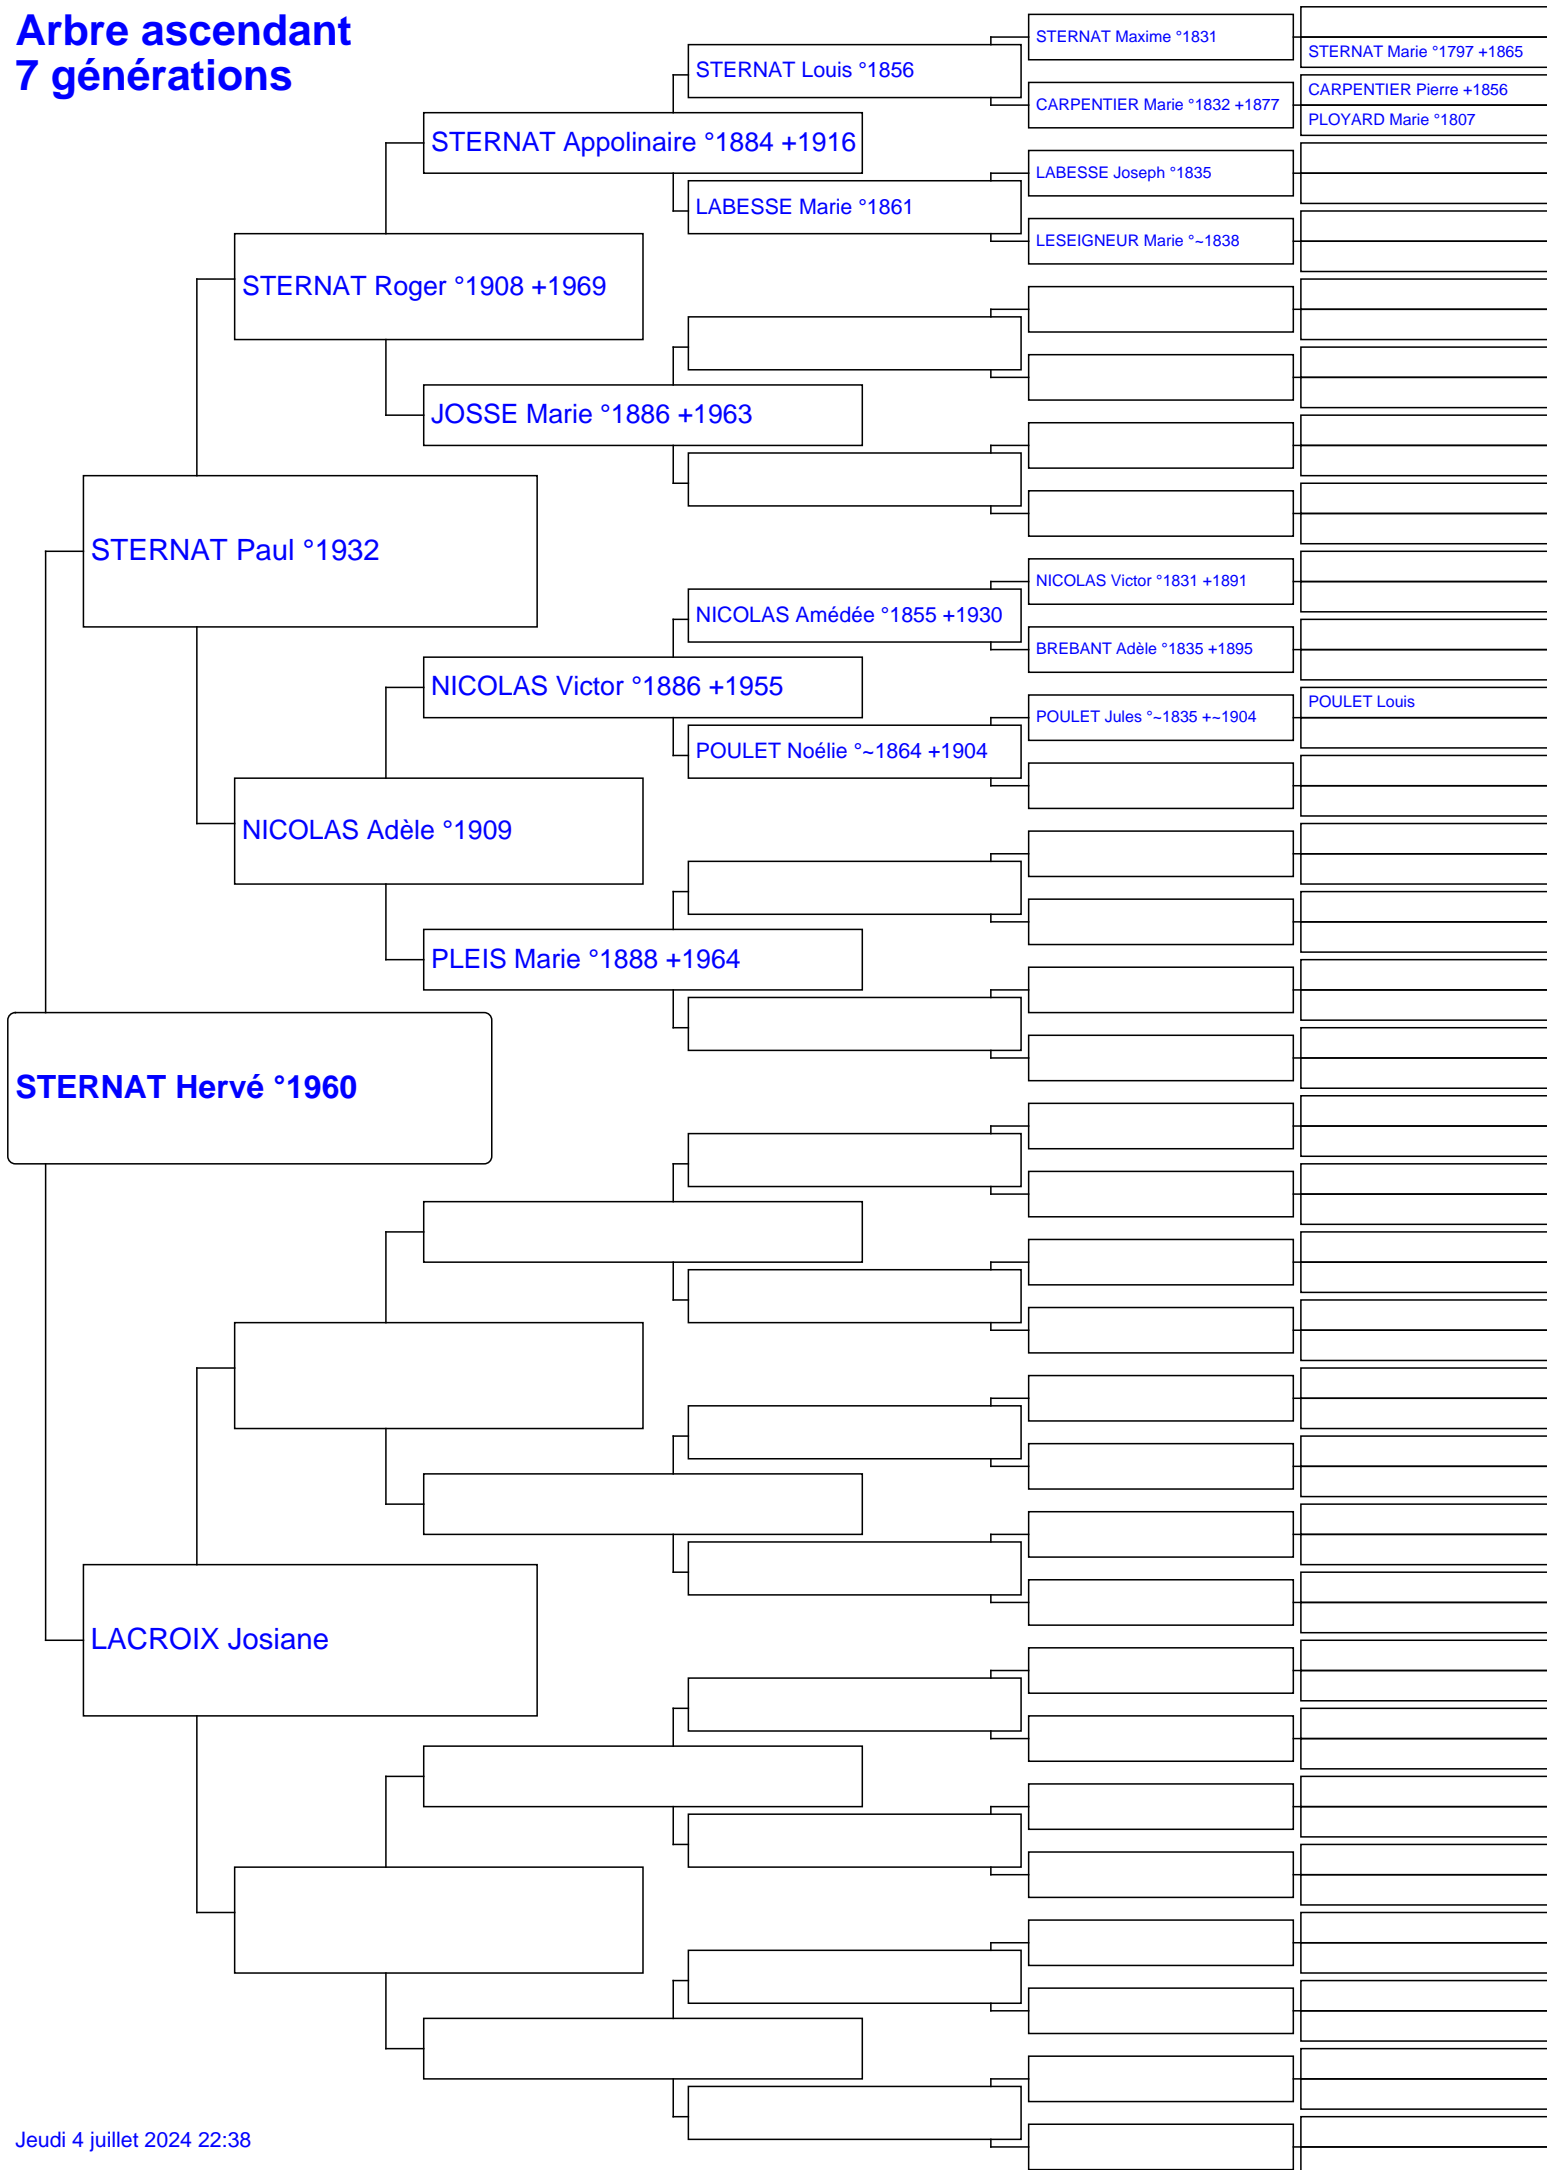 Arbre ascendant
7 générations
STERNAT Maxime °1831
STERNAT Marie °1797 +1865
STERNAT Louis °1856
CARPENTIER Pierre +1856
CARPENTIER Marie °1832 +1877
PLOYARD Marie °1807
STERNAT Appolinaire °1884 +1916
LABESSE Joseph °1835
LABESSE Marie °1861
LESEIGNEUR Marie °~1838
STERNAT Roger °1908 +1969
JOSSE Marie °1886 +1963
STERNAT Paul °1932
NICOLAS Victor °1831 +1891
NICOLAS Amédée °1855 +1930
BREBANT Adèle °1835 +1895
NICOLAS Victor °1886 +1955
POULET Louis
POULET Jules °~1835 +~1904
POULET Noélie °~1864 +1904
NICOLAS Adèle °1909
PLEIS Marie °1888 +1964
STERNAT Hervé °1960
LACROIX Josiane
Jeudi 4 juillet 2024 22:38